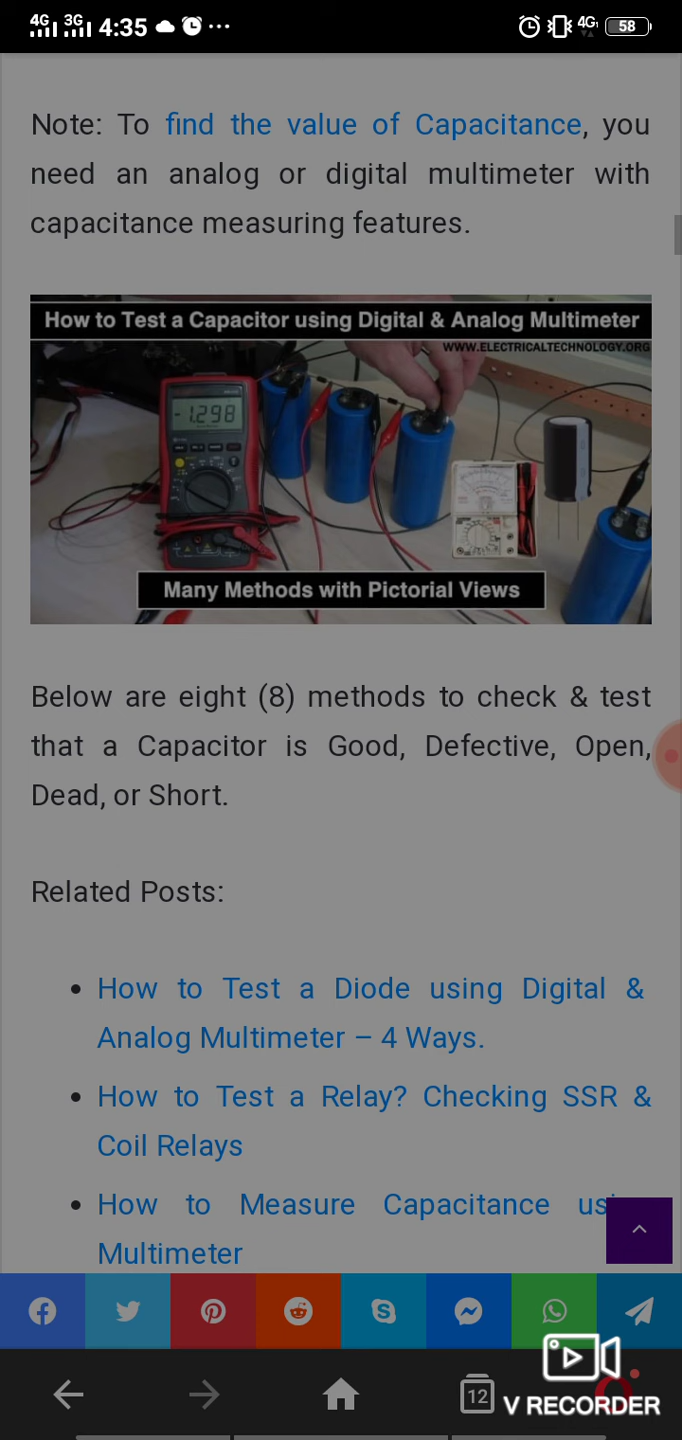 4G 3G 4:35 4G 58
Note: To find the value of Capacitance, you
need an analog or digital multimeter with
capacitance measuring features.
How to Test a Capacitor using Digital & Analog Multimeter
WWW.ELECTRICALTECHNOLOGY.ORG
-1.298
Many Methods with Pictorial Views
Below are eight (8) methods to check & test
that a Capacitor is Good, Defective, Open,
Dead, or Short.
Related Posts:
How to Test a Diode using Digital &
Analog Multimeter – 4 Ways.
How to Test a Relay? Checking SSR &
Coil Relays
How to Measure Capacitance
Multimeter
12
V RECORDER